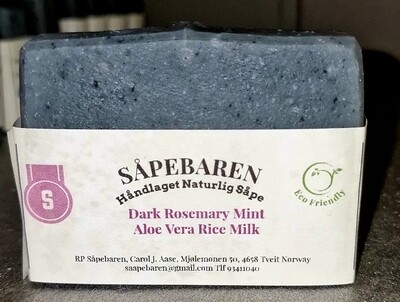 SÅPEBAREN
Håndlaget Naturlig Såpe
S
Eco Friendly
Dark Rosemary Mint
Aloe Vera Rice Milk
RP Såpebaren, Carol J. Aase, Mjølemonen 50, 4658 Tveit Norway
saapebaren@gmail.com Tlf 93411040